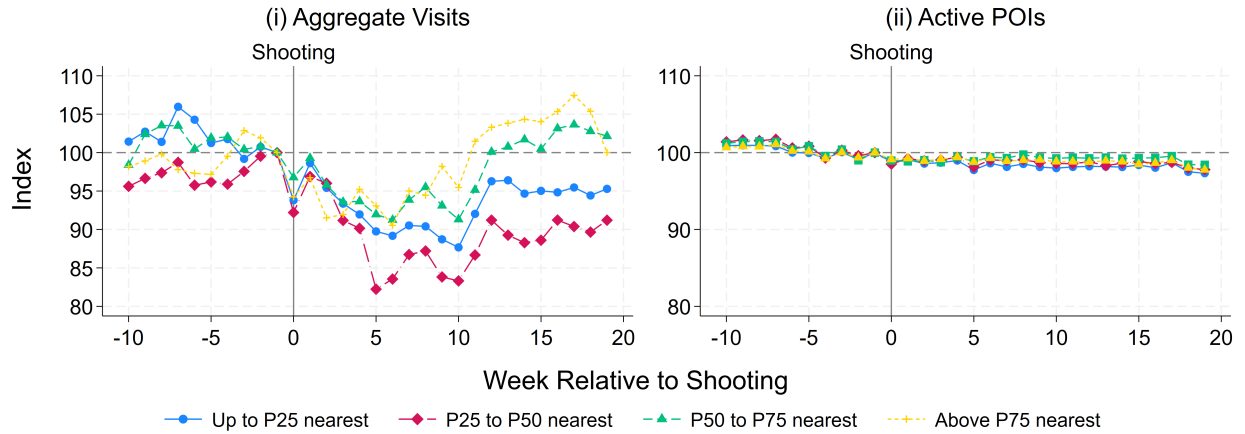 (i) Aggregate Visits
(ii) Active POIs
Shooting
Shooting
Index
110
105
100
95
90
85
80
-10 -5 0 5 10 15 20
110
100
90
80
-10 -5 0 5 10 15 20
Week Relative to Shooting
Up to P25 nearest P25 to P50 nearest P50 to P75 nearest Above P75 nearest